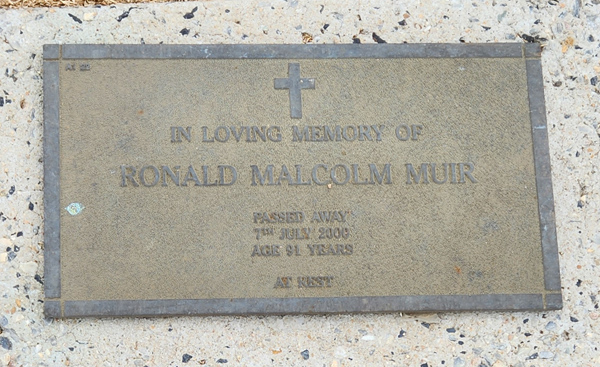 IN LOVING MEMORY OF
RONALD MALCOLM MUIR
PASSED AWAY
7TH JULY 2000
AGE 91 YEARS
AT REST